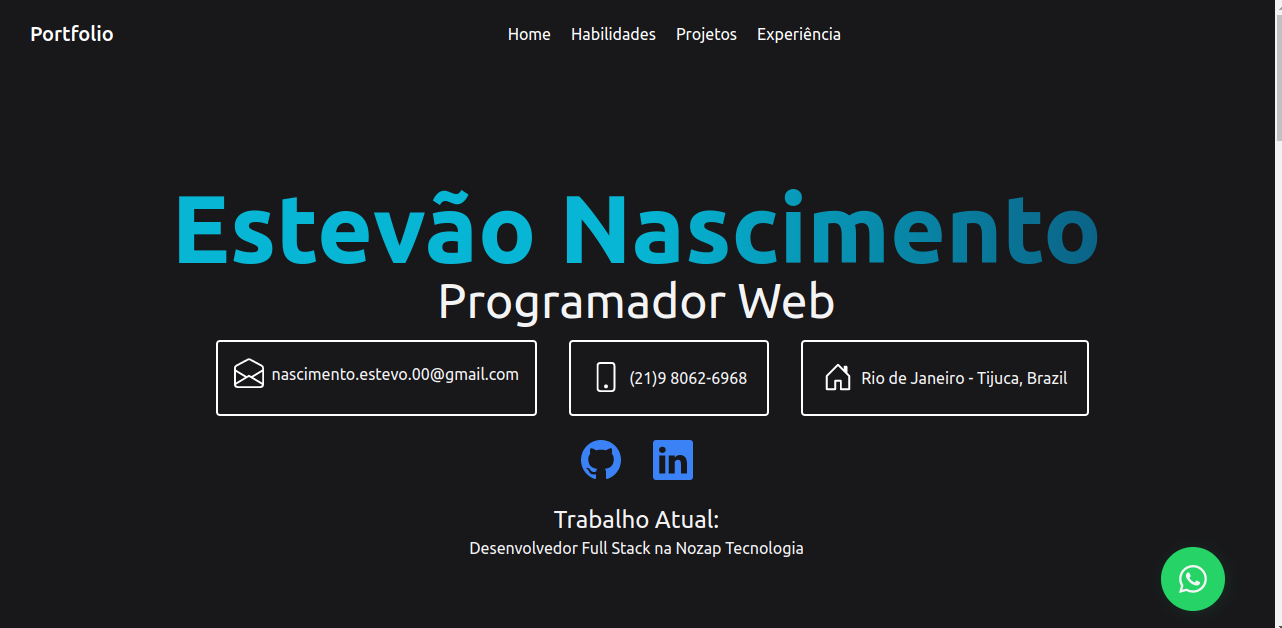 Portfolio
Home Habilidades Projetos Experiência
Estevão Nascimento
Programador Web
nascimento.estevo.00@gmail.com
(21)9 8062-6968
Rio de Janeiro - Tijuca, Brazil
in
Trabalho Atual:
Desenvolvedor Full Stack na Nozap Tecnologia